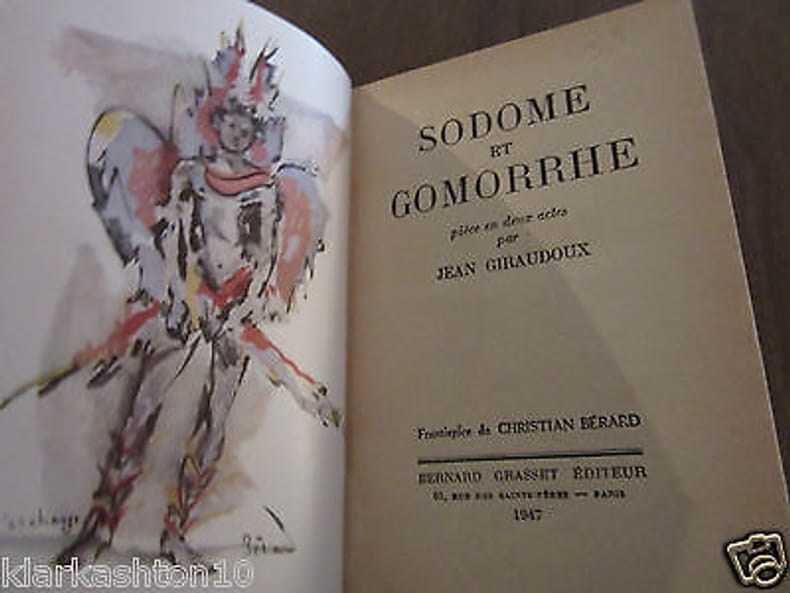 SODOME
ET
GOMORRHE
pièce en deux actes
par
JEAN GIRAUDOUX
Frontispice de CHRISTIAN BÉRARD
BERNARD GRASSET ÉDITEUR
61, RUE DES SAINTS-PÈRES — PARIS
1947
Bérard
klarkashton10